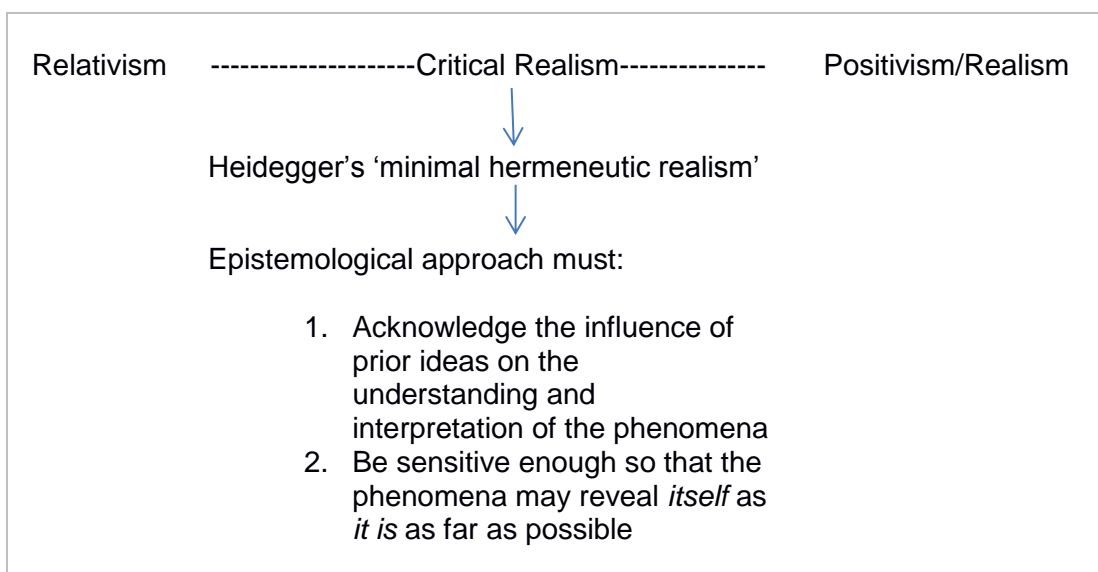 Relativism ---------------------Critical Realism--------------- Positivism/Realism
Heidegger’s ‘minimal hermeneutic realism’
Epistemological approach must:
1. Acknowledge the influence of
prior ideas on the
understanding and
interpretation of the phenomena
2. Be sensitive enough so that the
phenomena may reveal itself as
it is as far as possible